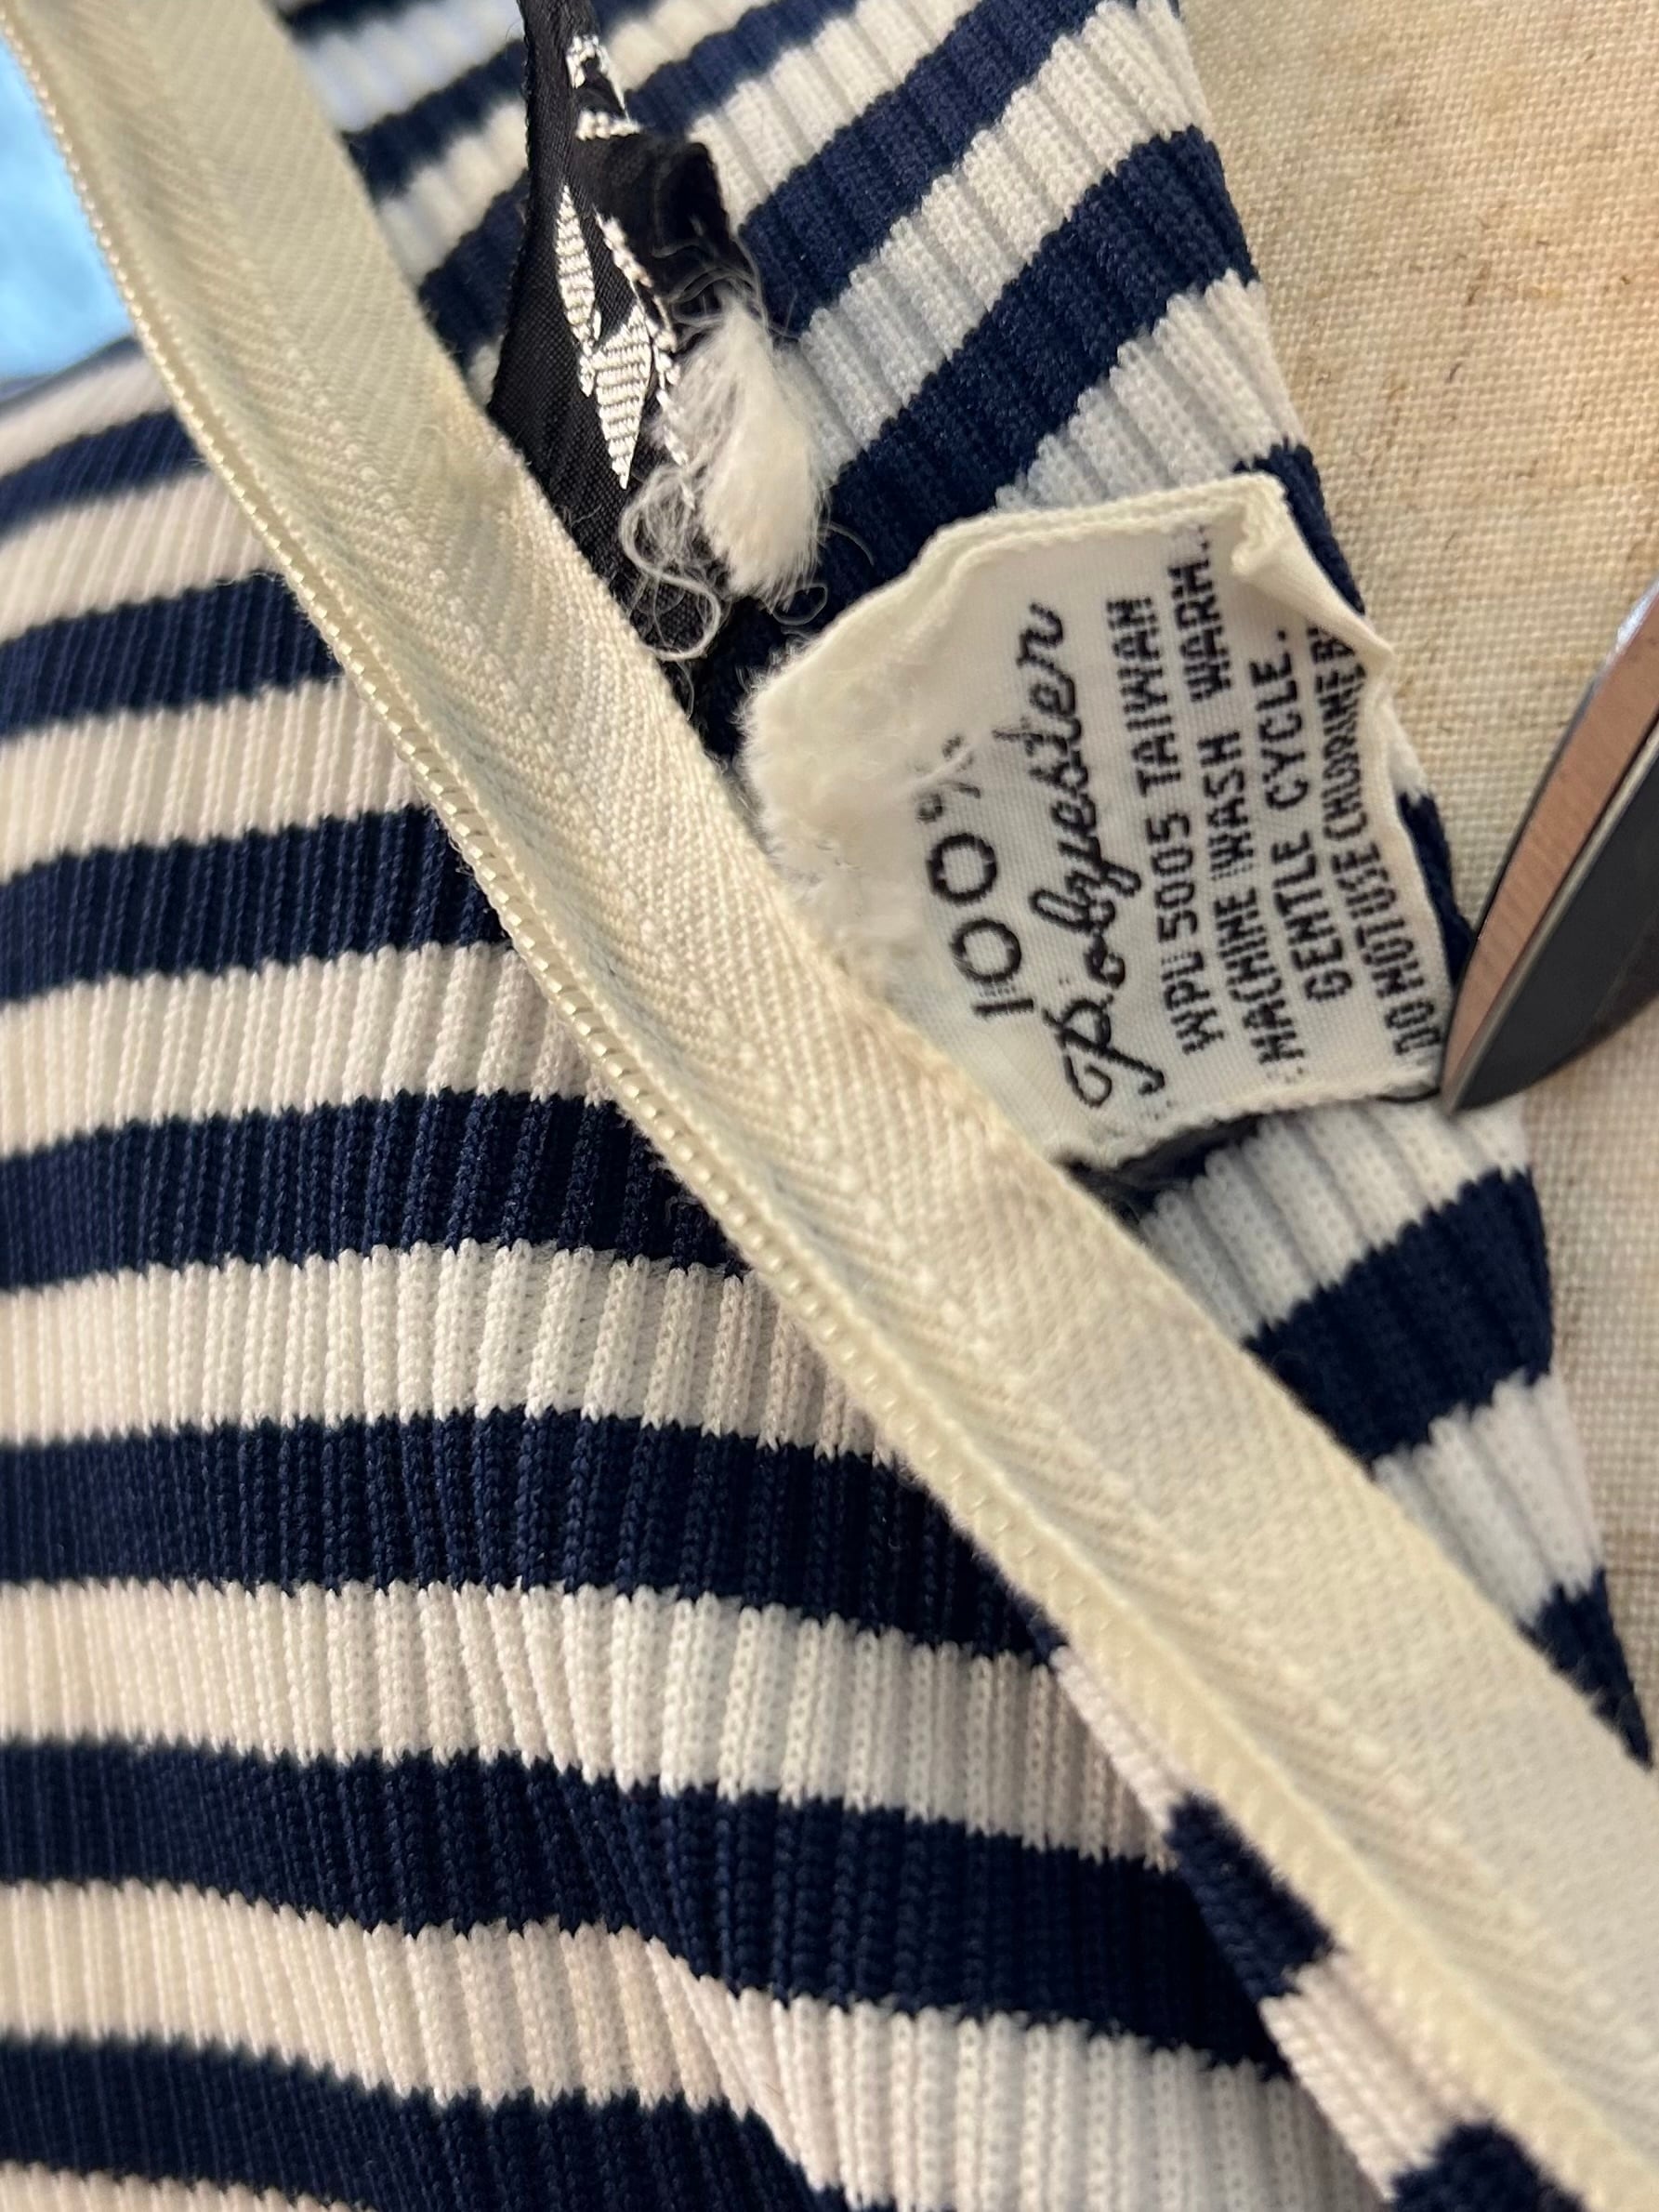 100%
Polyester
WPL 5005 TAIWAN
MACHINE WASH WARM.
GENTLE CYCLE.
DO NOT USE CHLORINE